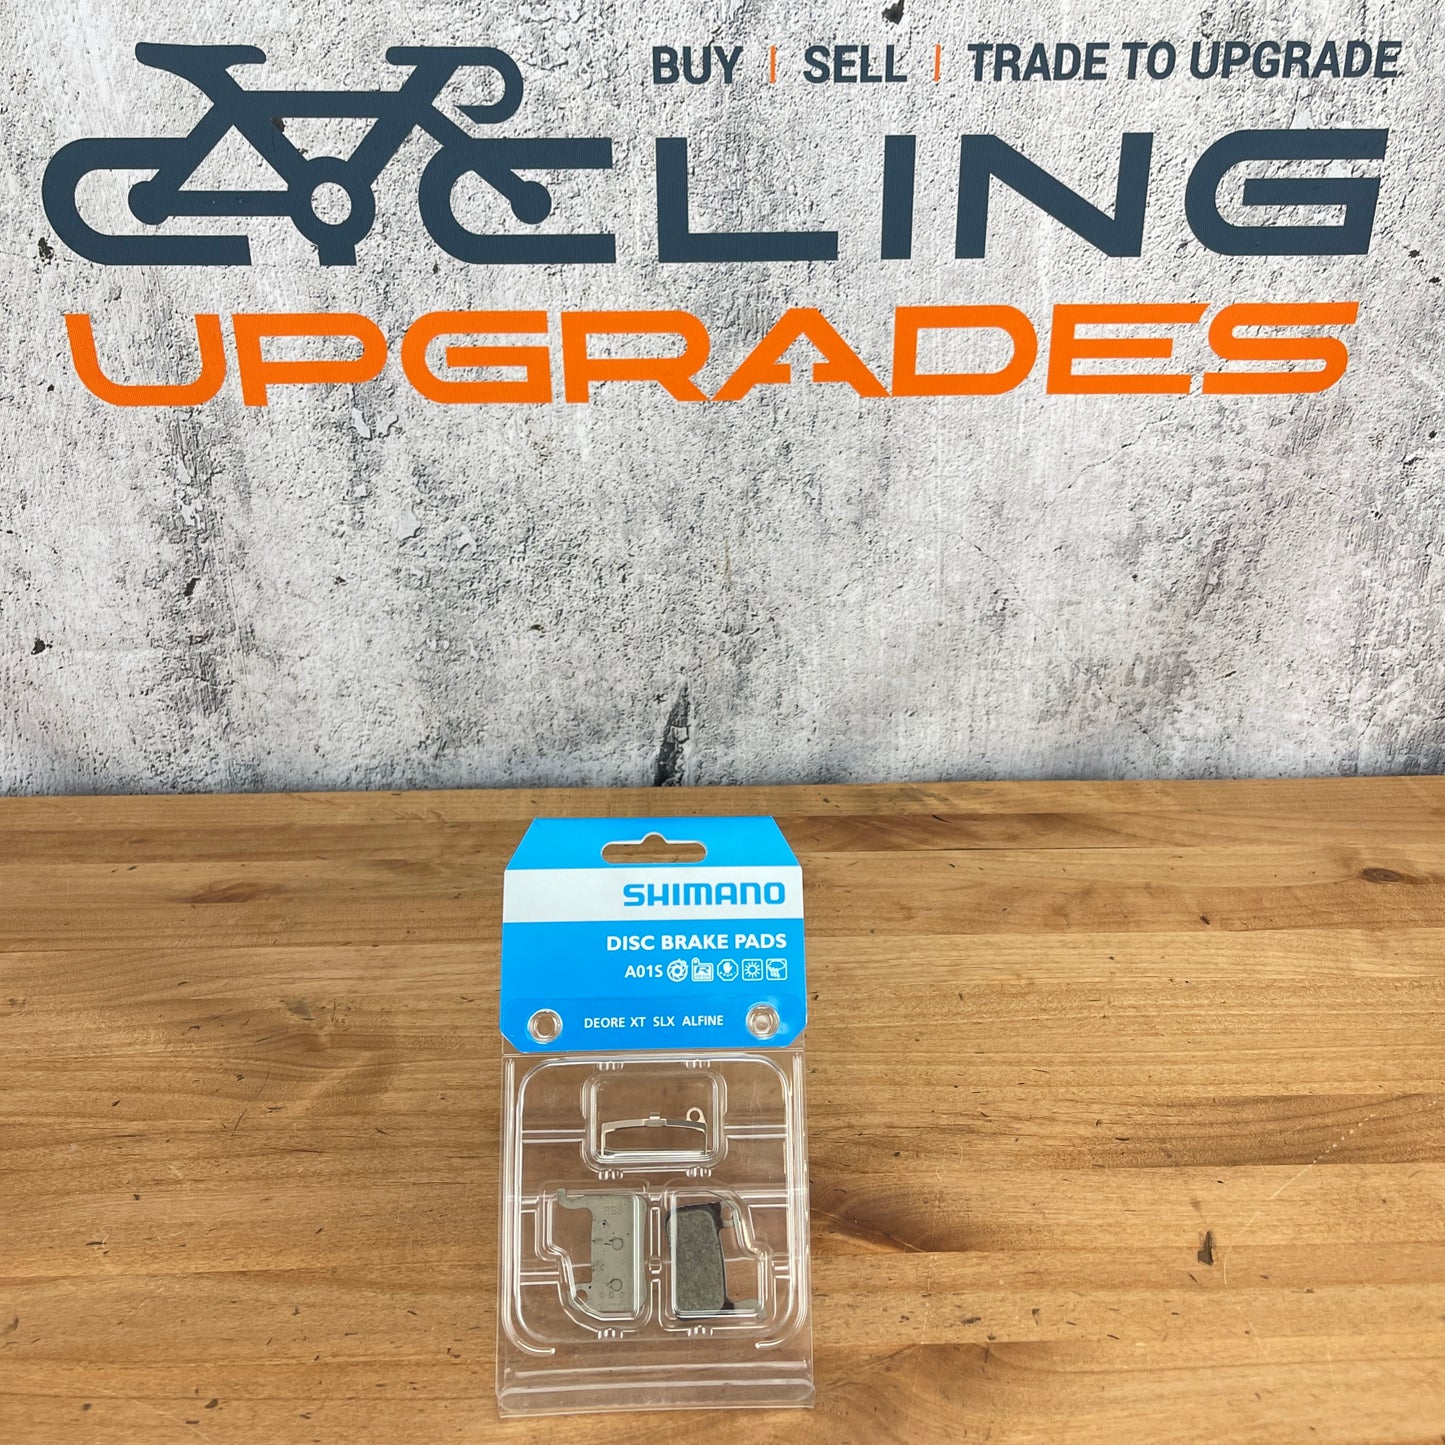 BUY | SELL | TRADE TO UPGRADE
CYCLING
UPGRADES
SHIMANO
DISC BRAKE PADS
A01S
DEORE XT SLX ALFINE